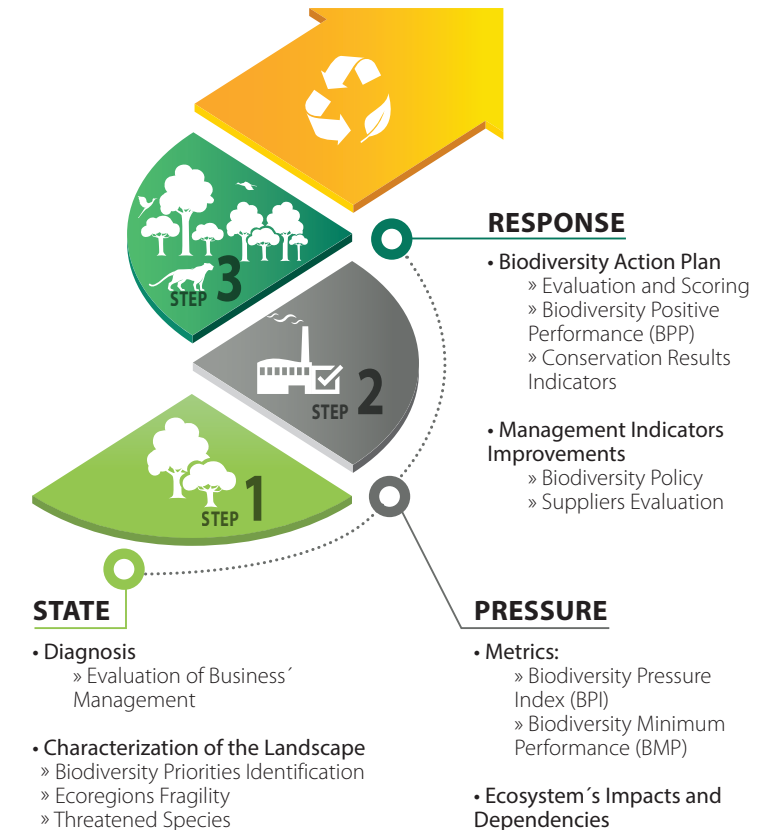 STEP 3
STEP 2
STEP 1
RESPONSE
• Biodiversity Action Plan
» Evaluation and Scoring
» Biodiversity Positive
Performance (BPP)
» Conservation Results
Indicators
• Management Indicators
Improvements
» Biodiversity Policy
» Suppliers Evaluation
STATE
• Diagnosis
» Evaluation of Business´
Management
• Characterization of the Landscape
» Biodiversity Priorities Identification
» Ecoregions Fragility
» Threatened Species
PRESSURE
• Metrics:
» Biodiversity Pressure
Index (BPI)
» Biodiversity Minimum
Performance (BMP)
• Ecosystem´s Impacts and
Dependencies